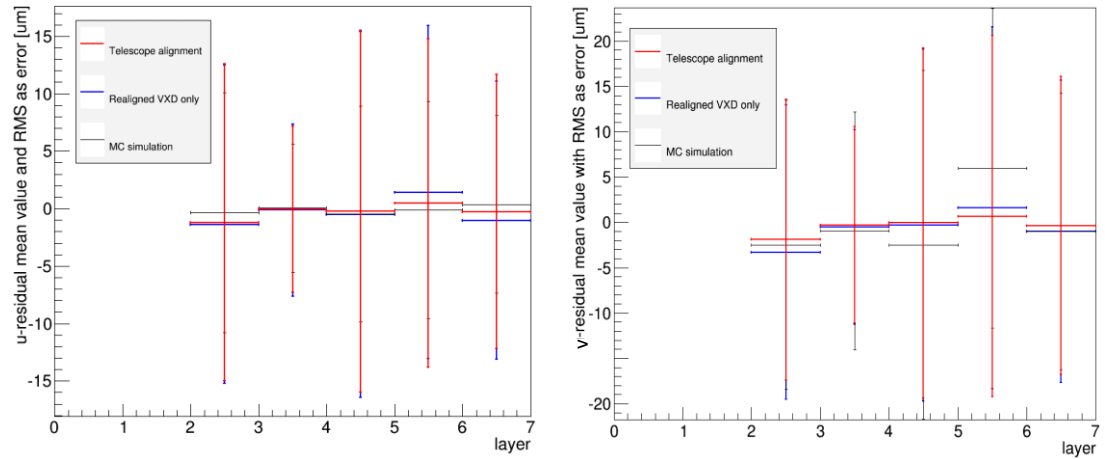 u-residual mean value and RMS as error [um]
15
10
5
0
-5
-10
-15
Telescope alignment
Realigned VXD only
MC simulation
0 1 2 3 4 5 6 7
layer
v-residual mean value with RMS as error [um]
20
15
10
5
0
-5
-10
-15
-20
Telescope alignment
Realigned VXD only
MC simulation
0 1 2 3 4 5 6 7
layer